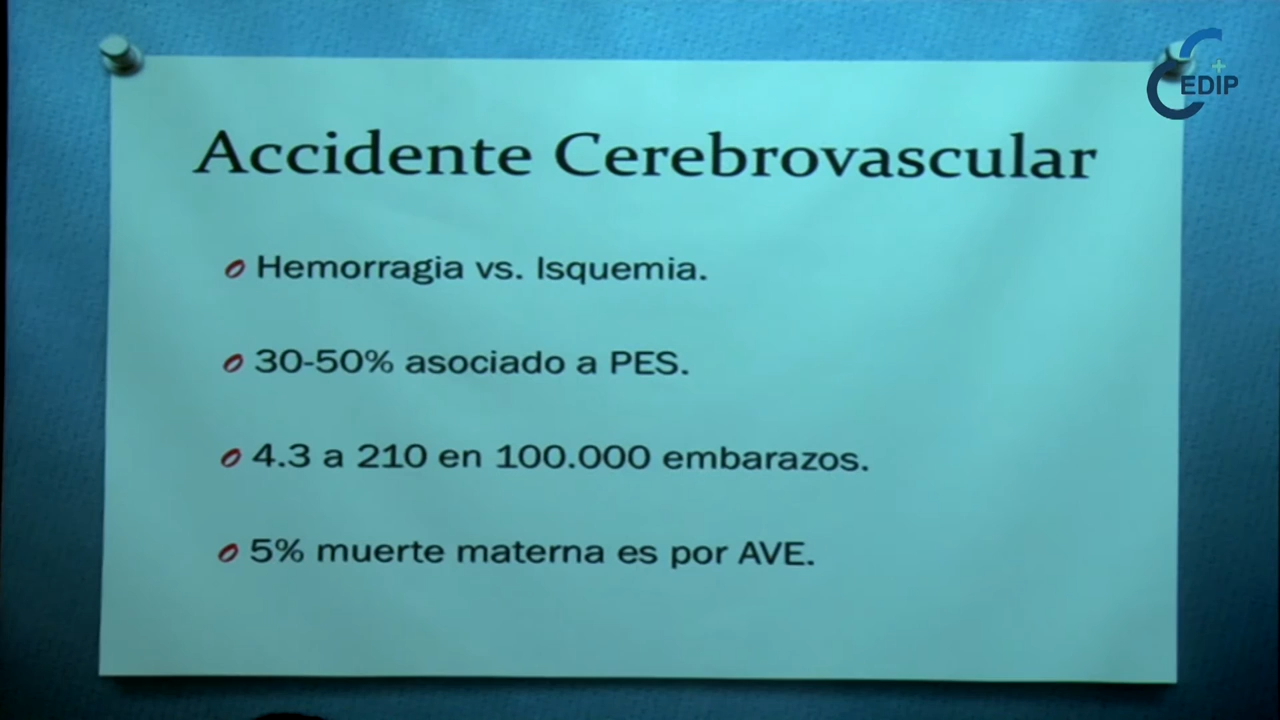 CEDIP
Accidente Cerebrovascular
Hemorragia vs. Isquemia.
30-50% asociado a PES.
4.3 a 210 en 100.000 embarazos.
5% muerte materna es por AVE.